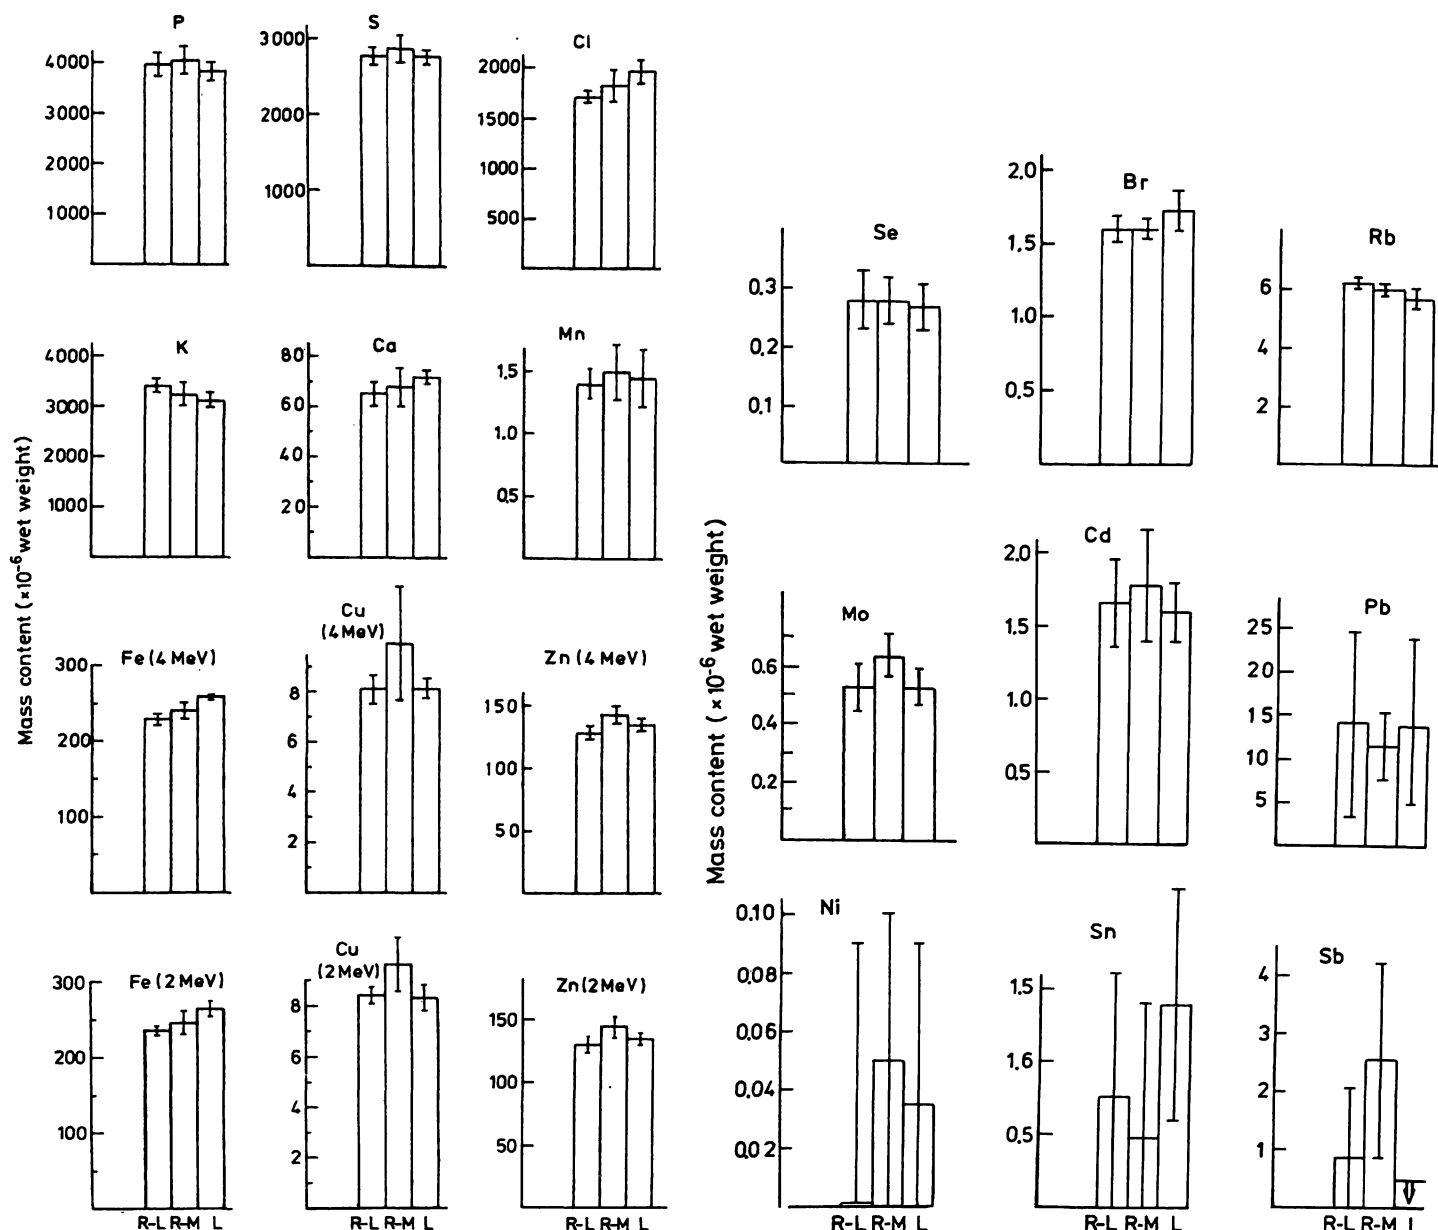 P
4000
3000
2000
1000
S
3000
2000
1000
Cl
2000
1500
1000
500
K
4000
3000
2000
1000
Ca
80
60
40
20
Mn
1.5
1.0
0.5
Mass content (×10⁻⁶ wet weight)
Fe (4 MeV)
300
200
100
Cu
(4 MeV)
8
6
4
2
Zn (4 MeV)
150
100
50
Fe (2 MeV)
300
200
100
R-L R-M L
Cu
(2 MeV)
8
6
4
2
R-L R-M L
Zn (2 MeV)
150
100
50
R-L R-M L
Se
0.3
0.2
0.1
Br
2.0
1.5
1.0
0.5
Rb
6
4
2
Mass content (×10⁻⁶ wet weight)
Mo
0.6
0.4
0.2
Cd
2.0
1.5
1.0
0.5
Pb
25
20
15
10
5
Ni
0.10
0.08
0.06
0.04
0.02
R-L R-M L
Sn
1.5
1.6
0.5
R-L R-M L
Sb
4
3
2
1
R-L R-M L